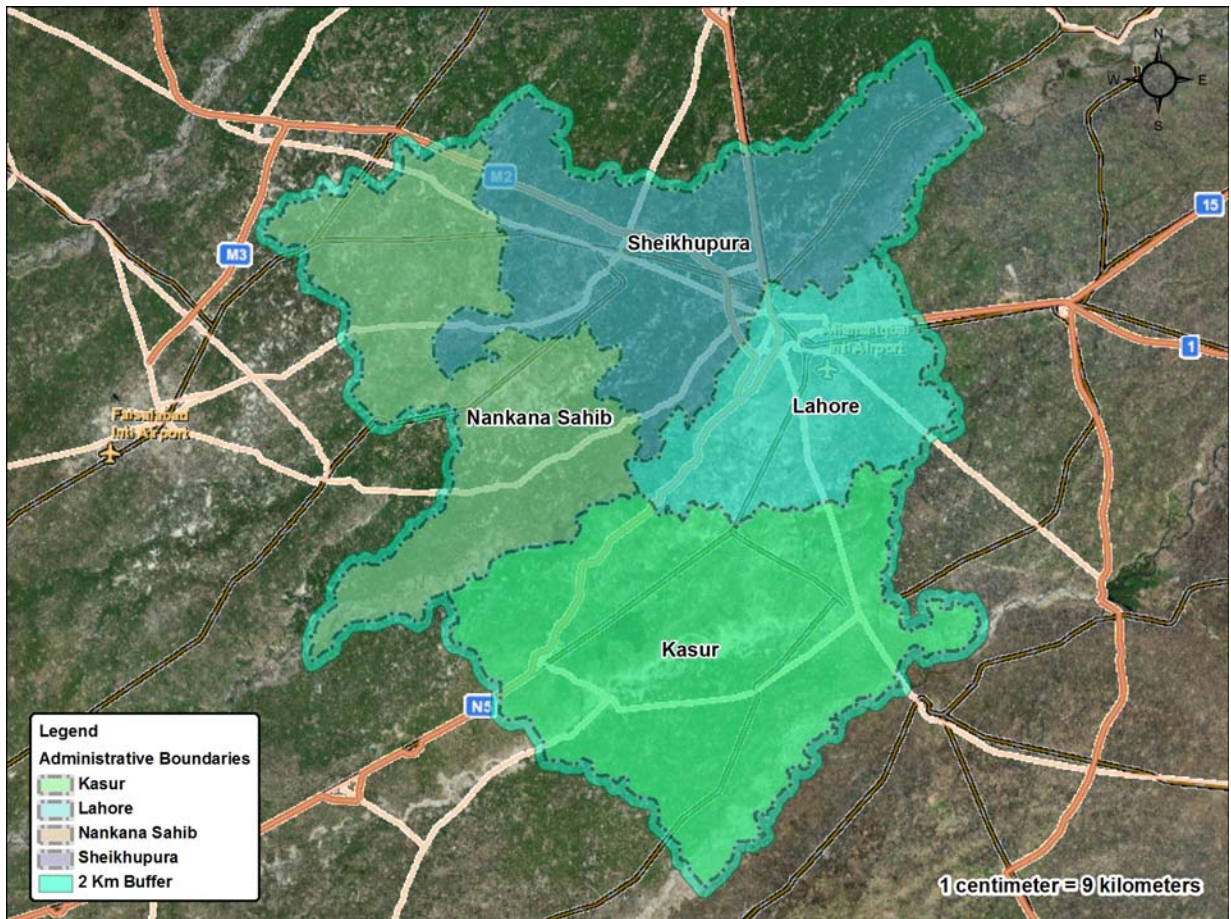 N
W
E
S
M2
15
M3
Sheikhupura
1
Allama Iqbal
Intl Airport
Lahore
Faisalabad
Intl Airport
Nankana Sahib
Kasur
N5
Legend
Administrative Boundaries
Kasur
Lahore
Nankana Sahib
Sheikhupura
2 Km Buffer
1 centimeter = 9 kilometers